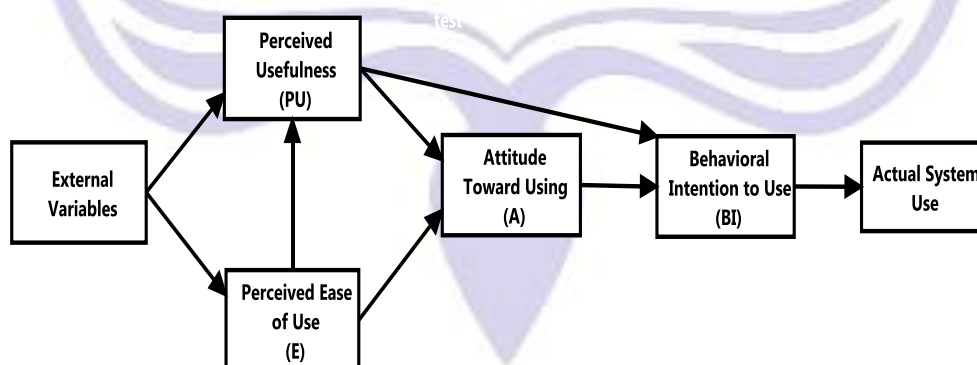 test
Perceived
Usefulness
(PU)
External
Variables
Attitude
Toward Using
(A)
Behavioral
Intention to Use
(BI)
Actual System
Use
Perceived Ease
of Use
(E)